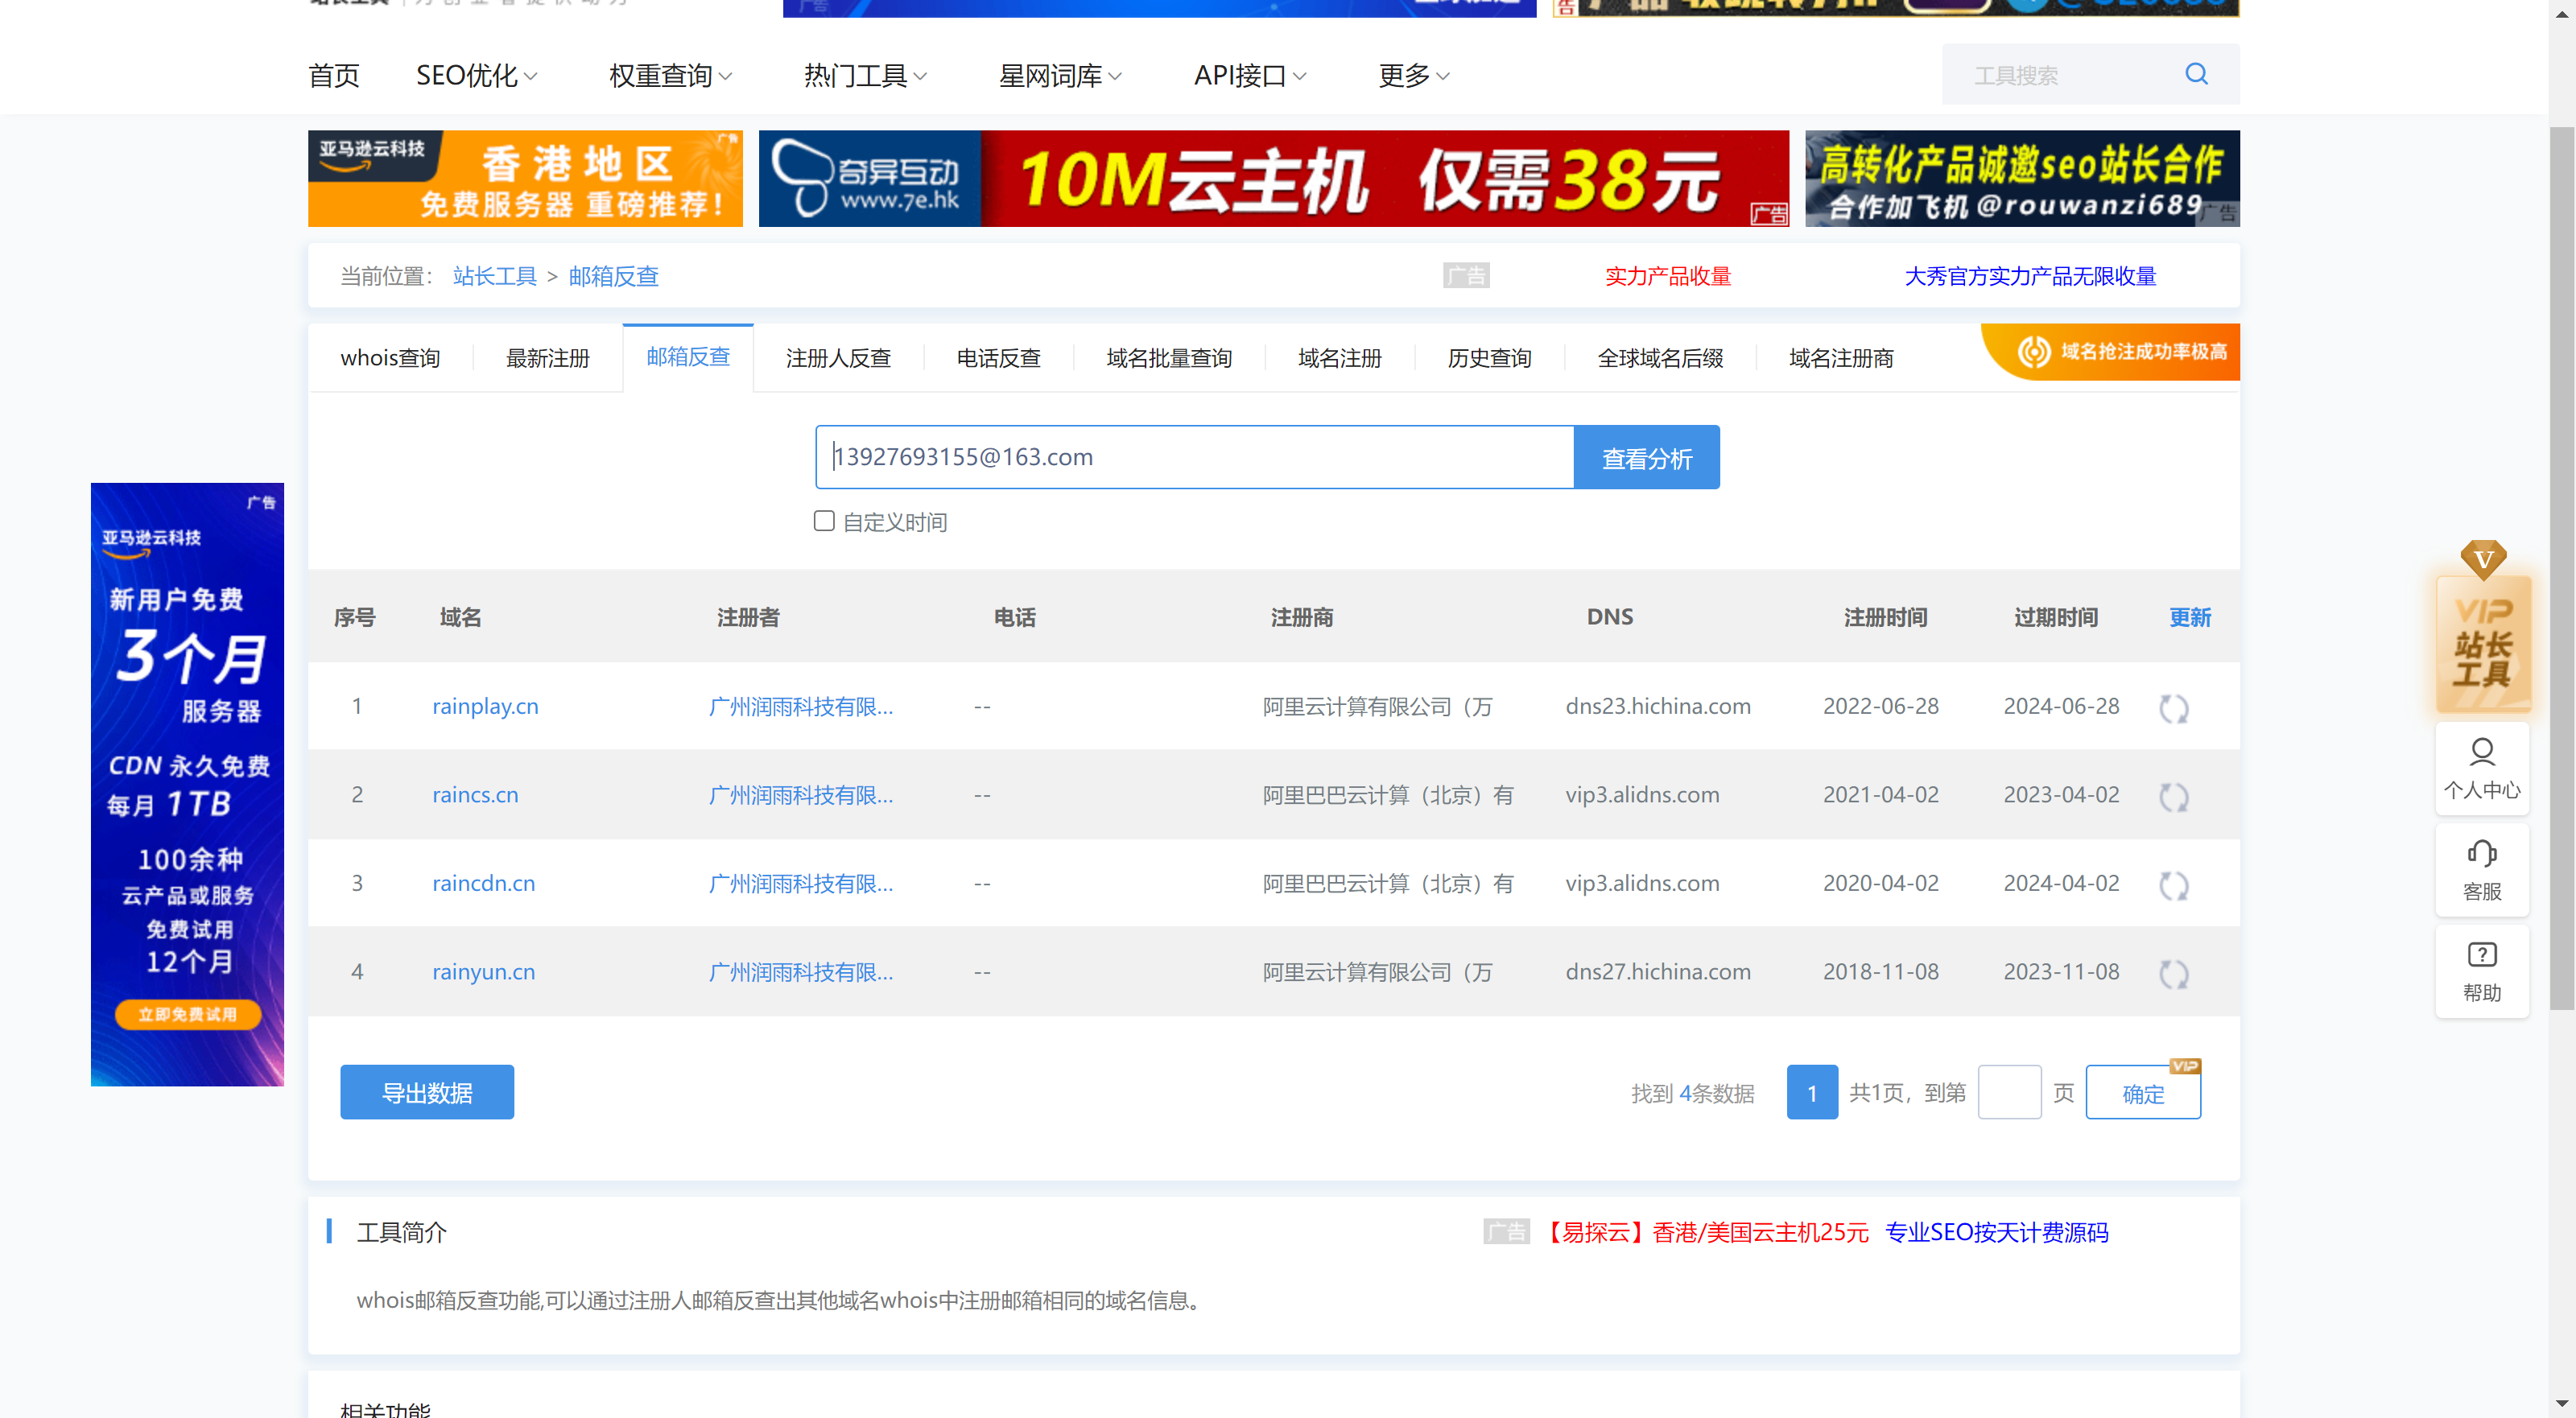 首页 SEO优化 权重查询 热门工具 星网词库 API接口 更多 工具搜索
亚马逊云科技 广告
香港地区
免费服务器 重磅推荐!
奇异互动
www.7e.hk
10M云主机 仅需38元 广告
高转化产品诚邀seo站长合作
合作加飞机@rouwanzi689 广告
当前位置： 站长工具 > 邮箱反查 广告 实力产品收量 大秀官方实力产品无限收量
whois查询 最新注册 邮箱反查 注册人反查 电话反查 域名批量查询 域名注册 历史查询 全球域名后缀 域名注册商 域名抢注成功率极高
13927693155@163.com 查看分析
自定义时间
序号 域名 注册者 电话 注册商 DNS 注册时间 过期时间 更新
1 rainplay.cn 广州润雨科技有限... -- 阿里云计算有限公司（万 dns23.hichina.com 2022-06-28 2024-06-28
2 raincs.cn 广州润雨科技有限... -- 阿里巴巴云计算（北京）有 vip3.alidns.com 2021-04-02 2023-04-02
3 raincdn.cn 广州润雨科技有限... -- 阿里巴巴云计算（北京）有 vip3.alidns.com 2020-04-02 2024-04-02
4 rainyun.cn 广州润雨科技有限... -- 阿里云计算有限公司（万 dns27.hichina.com 2018-11-08 2023-11-08
导出数据 找到 4条数据 1 共1页，到第 页 确定 VIP
工具简介 广告 【易探云】香港/美国云主机25元 专业SEO按天计费源码
whois邮箱反查功能,可以通过注册人邮箱反查出其他域名whois中注册邮箱相同的域名信息。
相关功能
广告
亚马逊云科技
新用户免费
3个月
服务器
CDN 永久免费
每月 1TB
100余种
云产品或服务
免费试用
12个月
立即免费试用
V
VIP
站长
工具
个人中心
客服
帮助